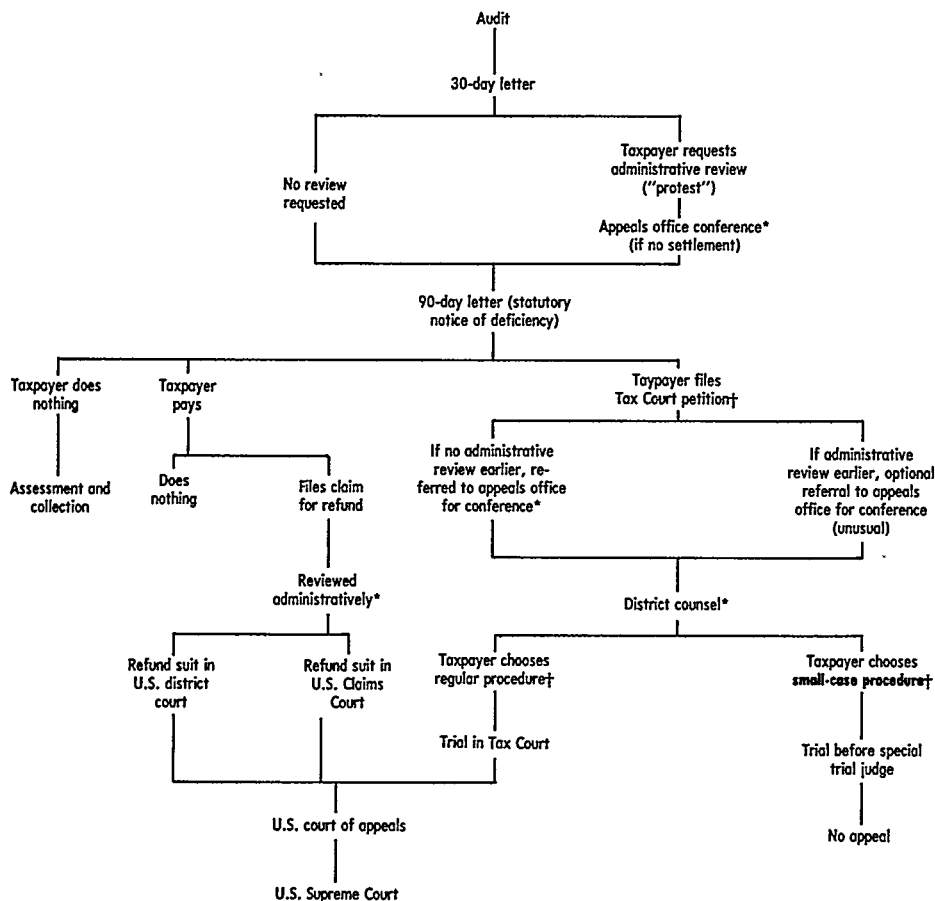 Audit
30-day letter
No review
requested
Taxpayer requests
administrative review
("protest")
Appeals office conference*
(if no settlement)
90-day letter (statutory
notice of deficiency)
Taxpayer does
nothing
Taxpayer
pays
Taypayer files
Tax Court petition†
Assessment and
collection
Does
nothing
Files claim
for refund
If no administrative
review earlier, re-
ferred to appeals office
for conference*
If administrative
review earlier, optional
referral to appeals
office for conference
(unusual)
Reviewed
administratively*
District counsel*
Refund suit in
U.S. district
court
Refund suit in
U.S. Claims
Court
Taxpayer chooses
regular procedure†
Taxpayer chooses
small-case procedure†
Trial in Tax Court
Trial before special
trial judge
U.S. court of appeals
No appeal
U.S. Supreme Court